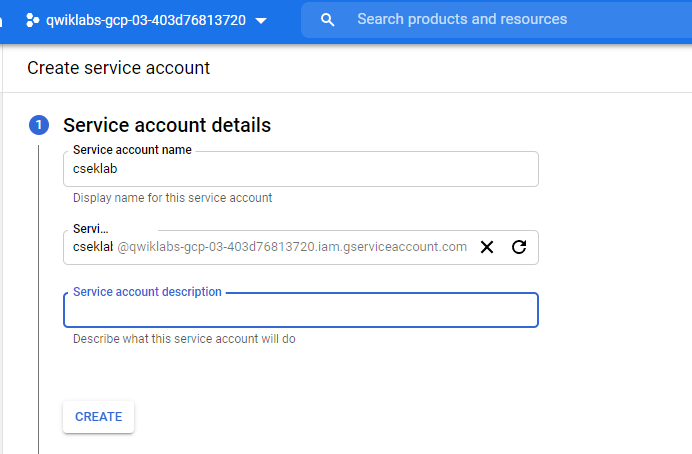 qwiklabs-gcp-03-403d76813720 Search products and resources
Create service account
1 Service account details
Service account name
cseklab
Display name for this service account
Servi...
cseklab @qwiklabs-gcp-03-403d76813720.iam.gserviceaccount.com
Service account description
Describe what this service account will do
CREATE